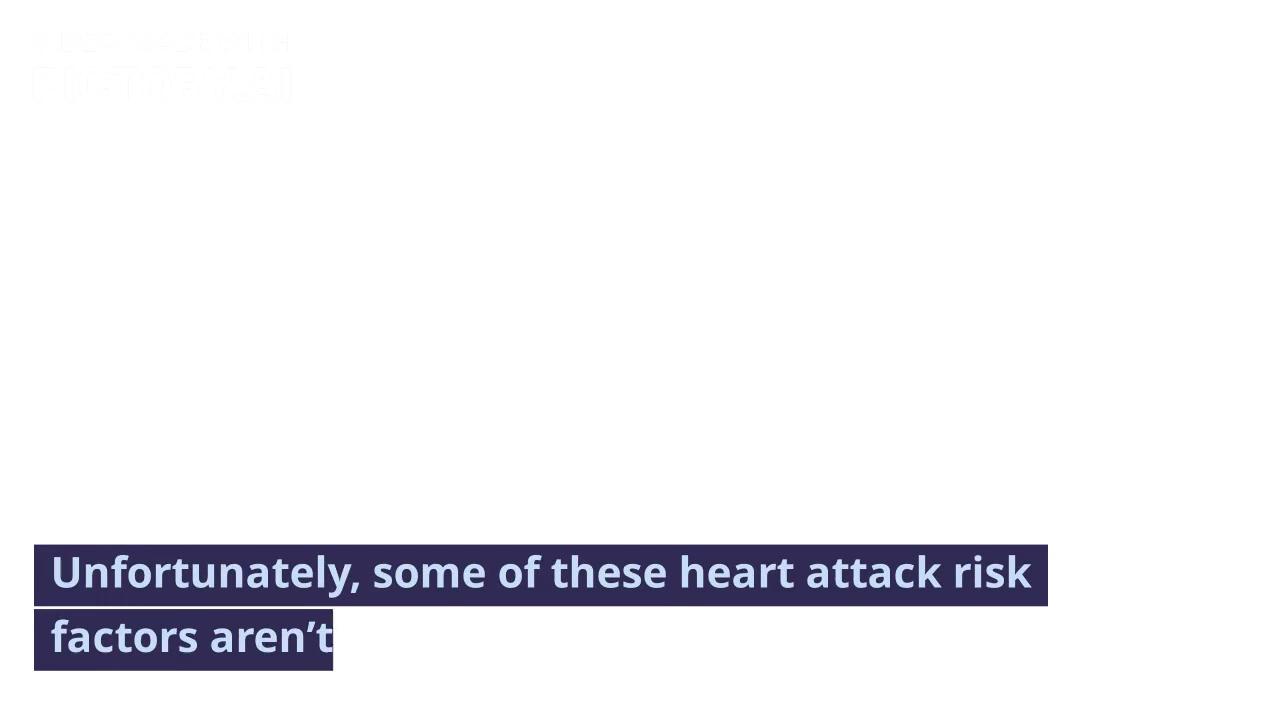 Unfortunately, some of these heart attack risk
factors aren’t